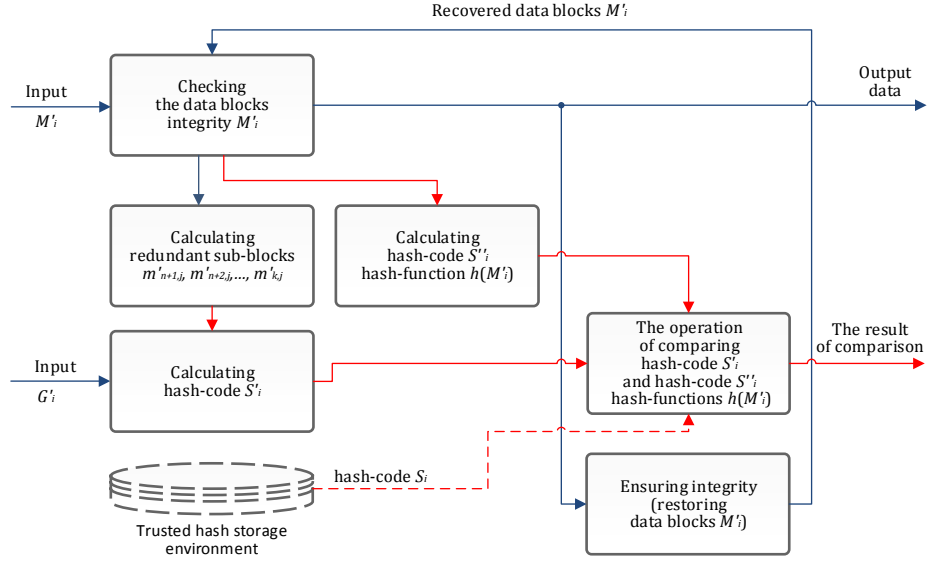 Recovered data blocks M'i
Input
M'i
Checking
the data blocks
integrity M'i
Output
data
Calculating
redundant sub-blocks
m'n+1,j, m'n+2,j,..., m'k,j
Calculating
hash-code S''i
hash-function h(M'i)
Input
G'i
Calculating
hash-code S'i
The operation
of comparing
hash-code S'i
and hash-code S''i
hash-functions h(M'i)
The result
of comparison
hash-code Si
Trusted hash storage
environment
Ensuring integrity
(restoring
data blocks M'i)